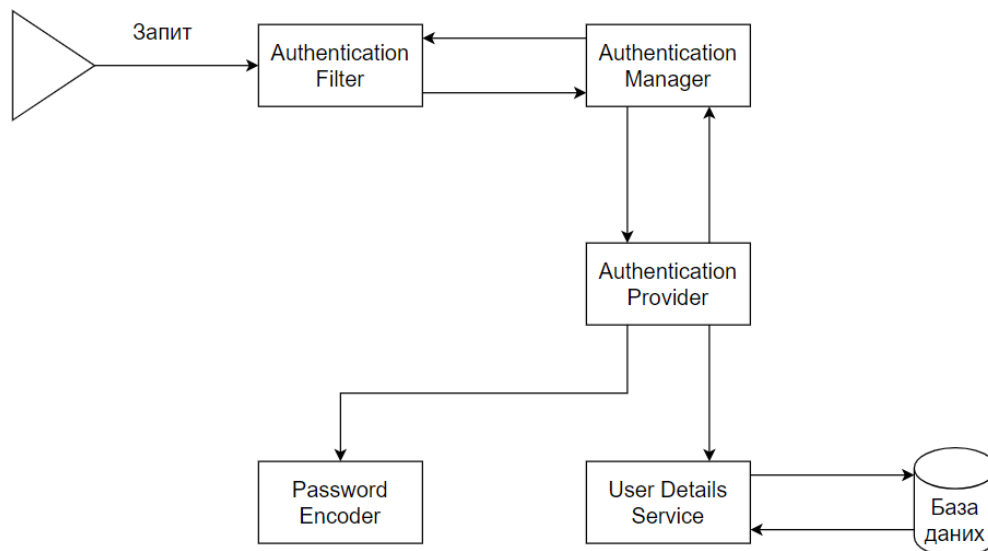 Запит
Authentication
Filter
Authentication
Manager
Authentication
Provider
Password
Encoder
User Details
Service
База
даних